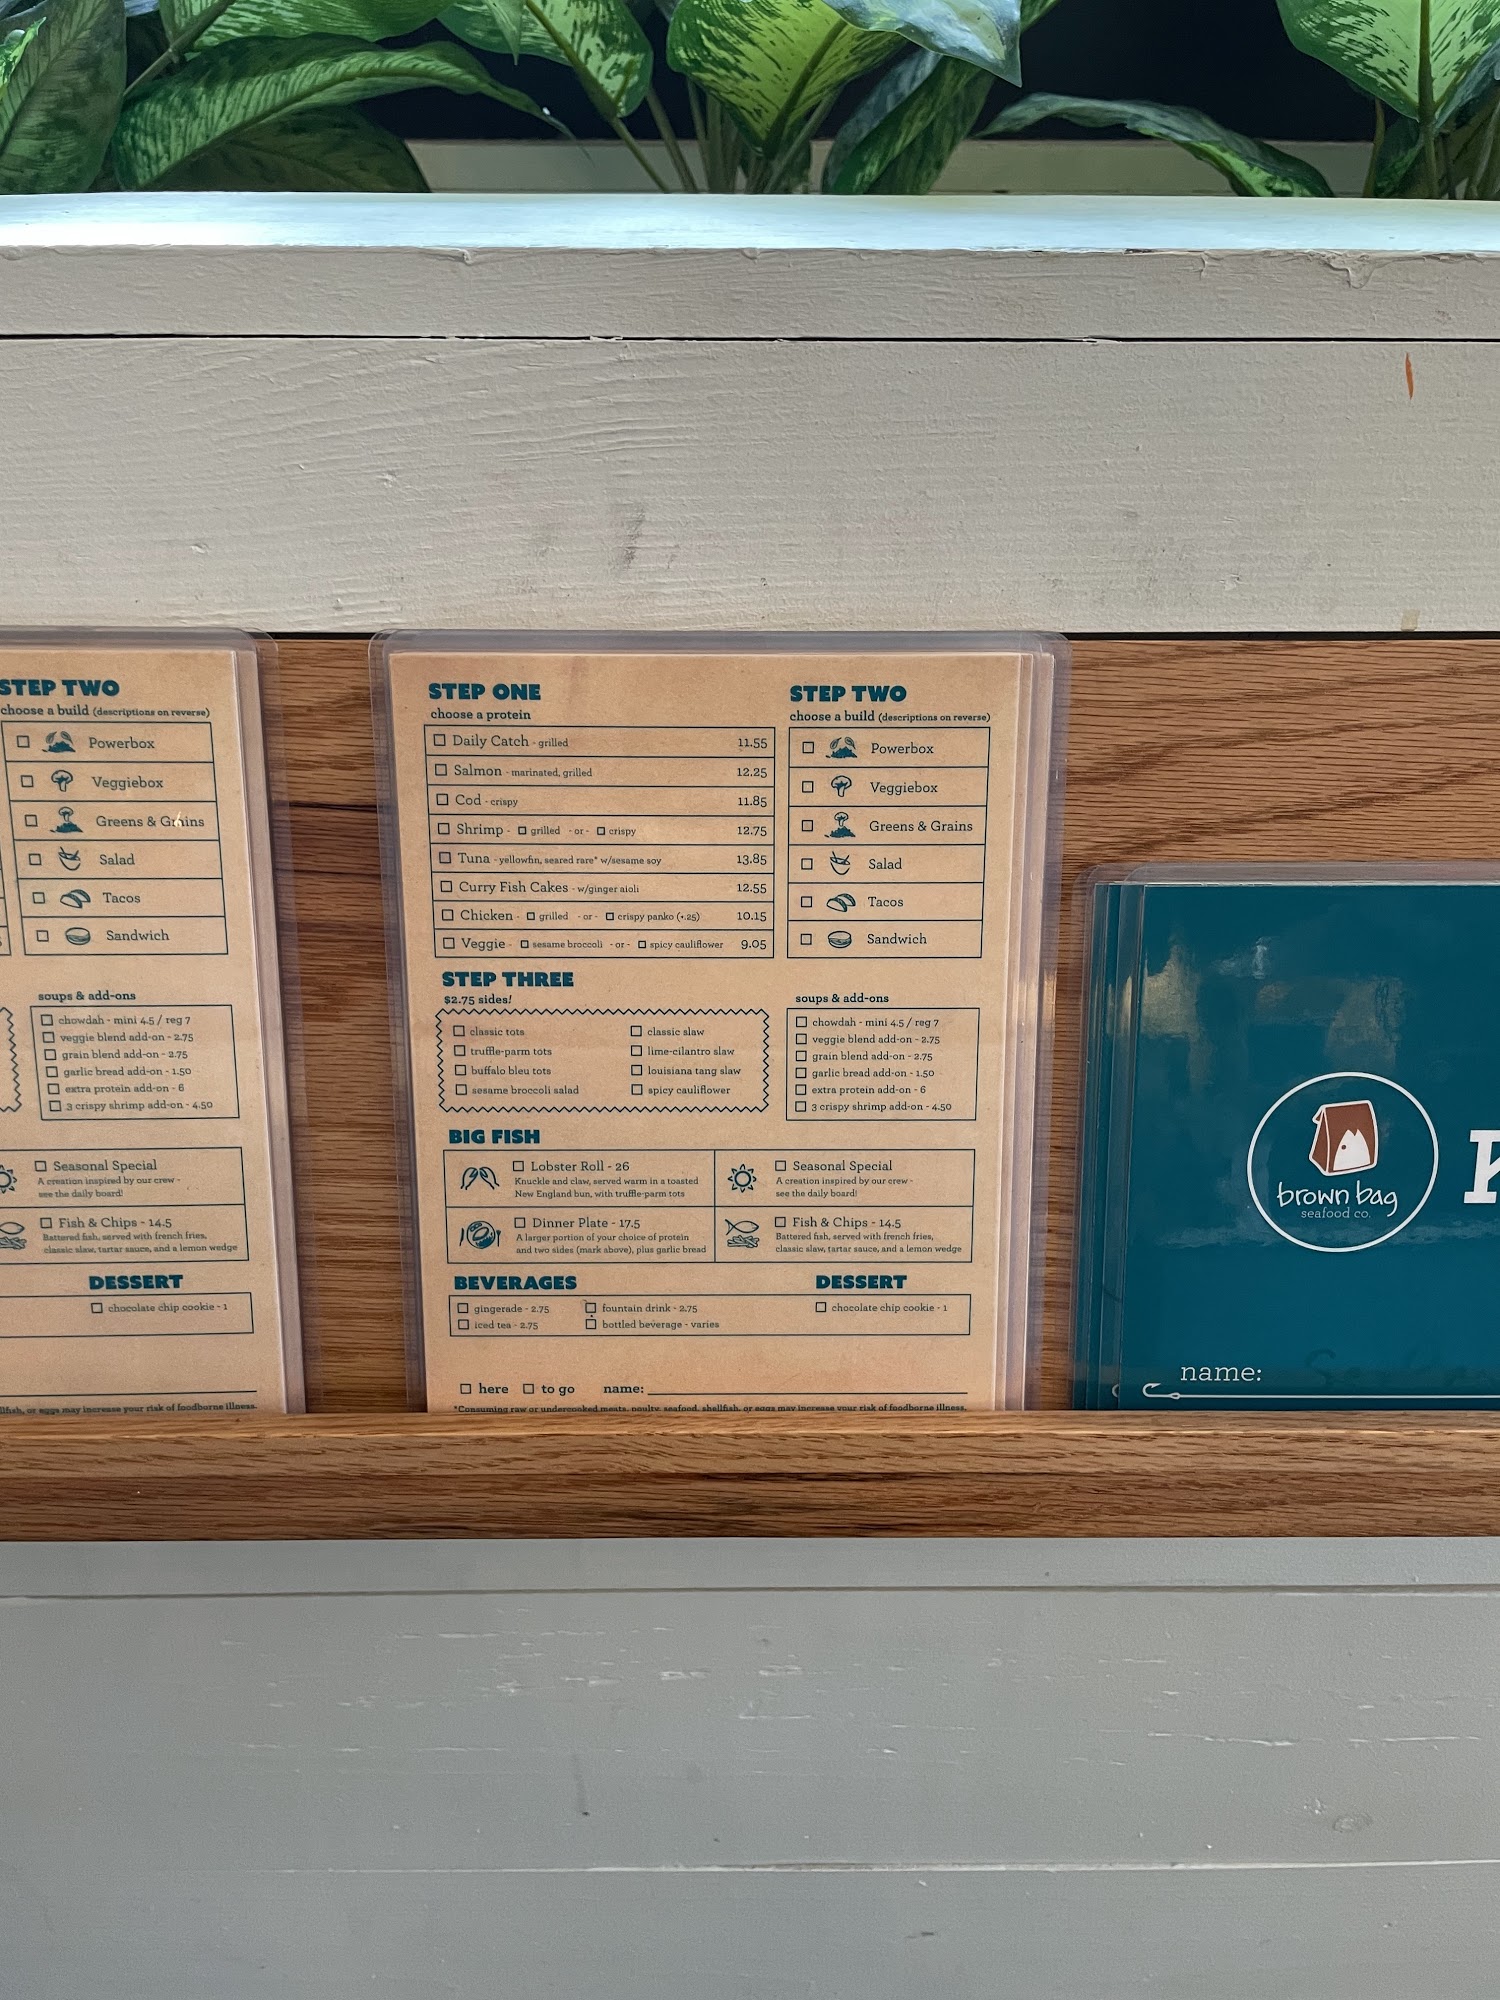 STEP TWO
choose a build (descriptions on reverse)
Powerbox
Veggiebox
Greens & Grains
Salad
Tacos
Sandwich
soups & add-ons
chowdah - mini 4.5 / reg 7
veggie blend add-on - 2.75
grain blend add-on - 2.75
garlic bread add-on - 1.50
extra protein add-on - 6
3 crispy shrimp add-on - 4.50
Seasonal Special
A creation inspired by our crew -
see the daily board!
Fish & Chips - 14.5
Battered fish, served with french fries,
classic slaw, tartar sauce, and a lemon wedge
DESSERT
chocolate chip cookie - 1
or eggs may increase your risk of foodborne illness.
STEP ONE
choose a protein
Daily Catch - grilled 11.55
Salmon - marinated, grilled 12.25
Cod - crispy 11.85
Shrimp - grilled - or - crispy 12.75
Tuna - yellowfin, seared rare* w/sesame soy 13.85
Curry Fish Cakes - w/ginger aioli 12.55
Chicken - grilled - or - crispy panko (+.25) 10.15
Veggie - sesame broccoli - or - spicy cauliflower 9.05
STEP TWO
choose a build (descriptions on reverse)
Powerbox
Veggiebox
Greens & Grains
Salad
Tacos
Sandwich
STEP THREE
$2.75 sides!
classic tots classic slaw
truffle-parm tots lime-cilantro slaw
buffalo bleu tots louisiana tang slaw
sesame broccoli salad spicy cauliflower
soups & add-ons
chowdah - mini 4.5 / reg 7
veggie blend add-on - 2.75
grain blend add-on - 2.75
garlic bread add-on - 1.50
extra protein add-on - 6
3 crispy shrimp add-on - 4.50
BIG FISH
Lobster Roll - 26
Knuckle and claw, served warm in a toasted
New England bun, with truffle-parm tots
Seasonal Special
A creation inspired by our crew -
see the daily board!
Dinner Plate - 17.5
A larger portion of your choice of protein
and two sides (mark above), plus garlic bread
Fish & Chips - 14.5
Battered fish, served with french fries,
classic slaw, tartar sauce, and a lemon wedge
BEVERAGES
gingerade - 2.75 fountain drink - 2.75
iced tea - 2.75 bottled beverage - varies
DESSERT
chocolate chip cookie - 1
here to go name:
*Consuming raw or undercooked meats, poulty, seafood, shellfish, or eggs may increase your risk of foodborne illness.
brown bag
seafood co.
name: